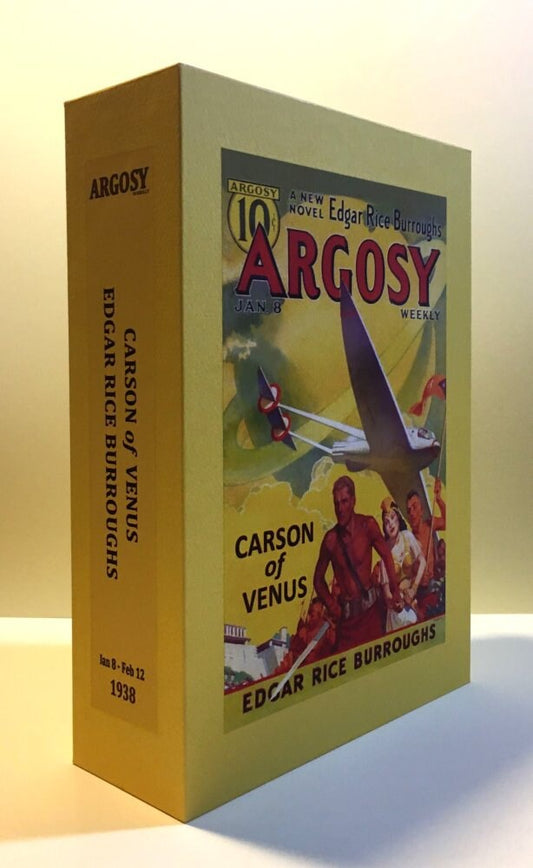 ARGOSY
WEEKLY
CARSON of VENUS
EDGAR RICE BURROUGHS
Jan 8 - Feb 12
1938
ARGOSY
10¢
A NEW
NOVEL Edgar Rice Burroughs
ARGOSY
JAN 8
WEEKLY
CARSON
of
VENUS
EDGAR RICE BURROUGHS